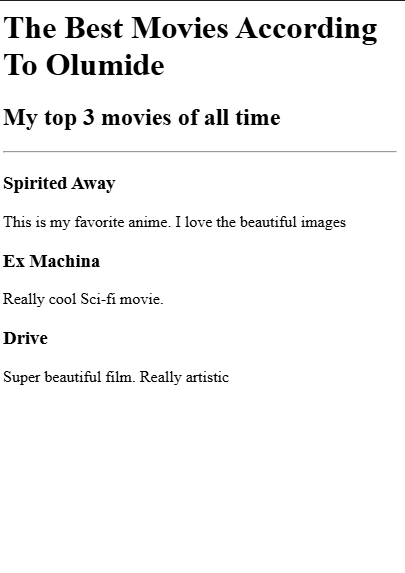 The Best Movies According
To Olumide
My top 3 movies of all time
Spirited Away
This is my favorite anime. I love the beautiful images
Ex Machina
Really cool Sci-fi movie.
Drive
Super beautiful film. Really artistic